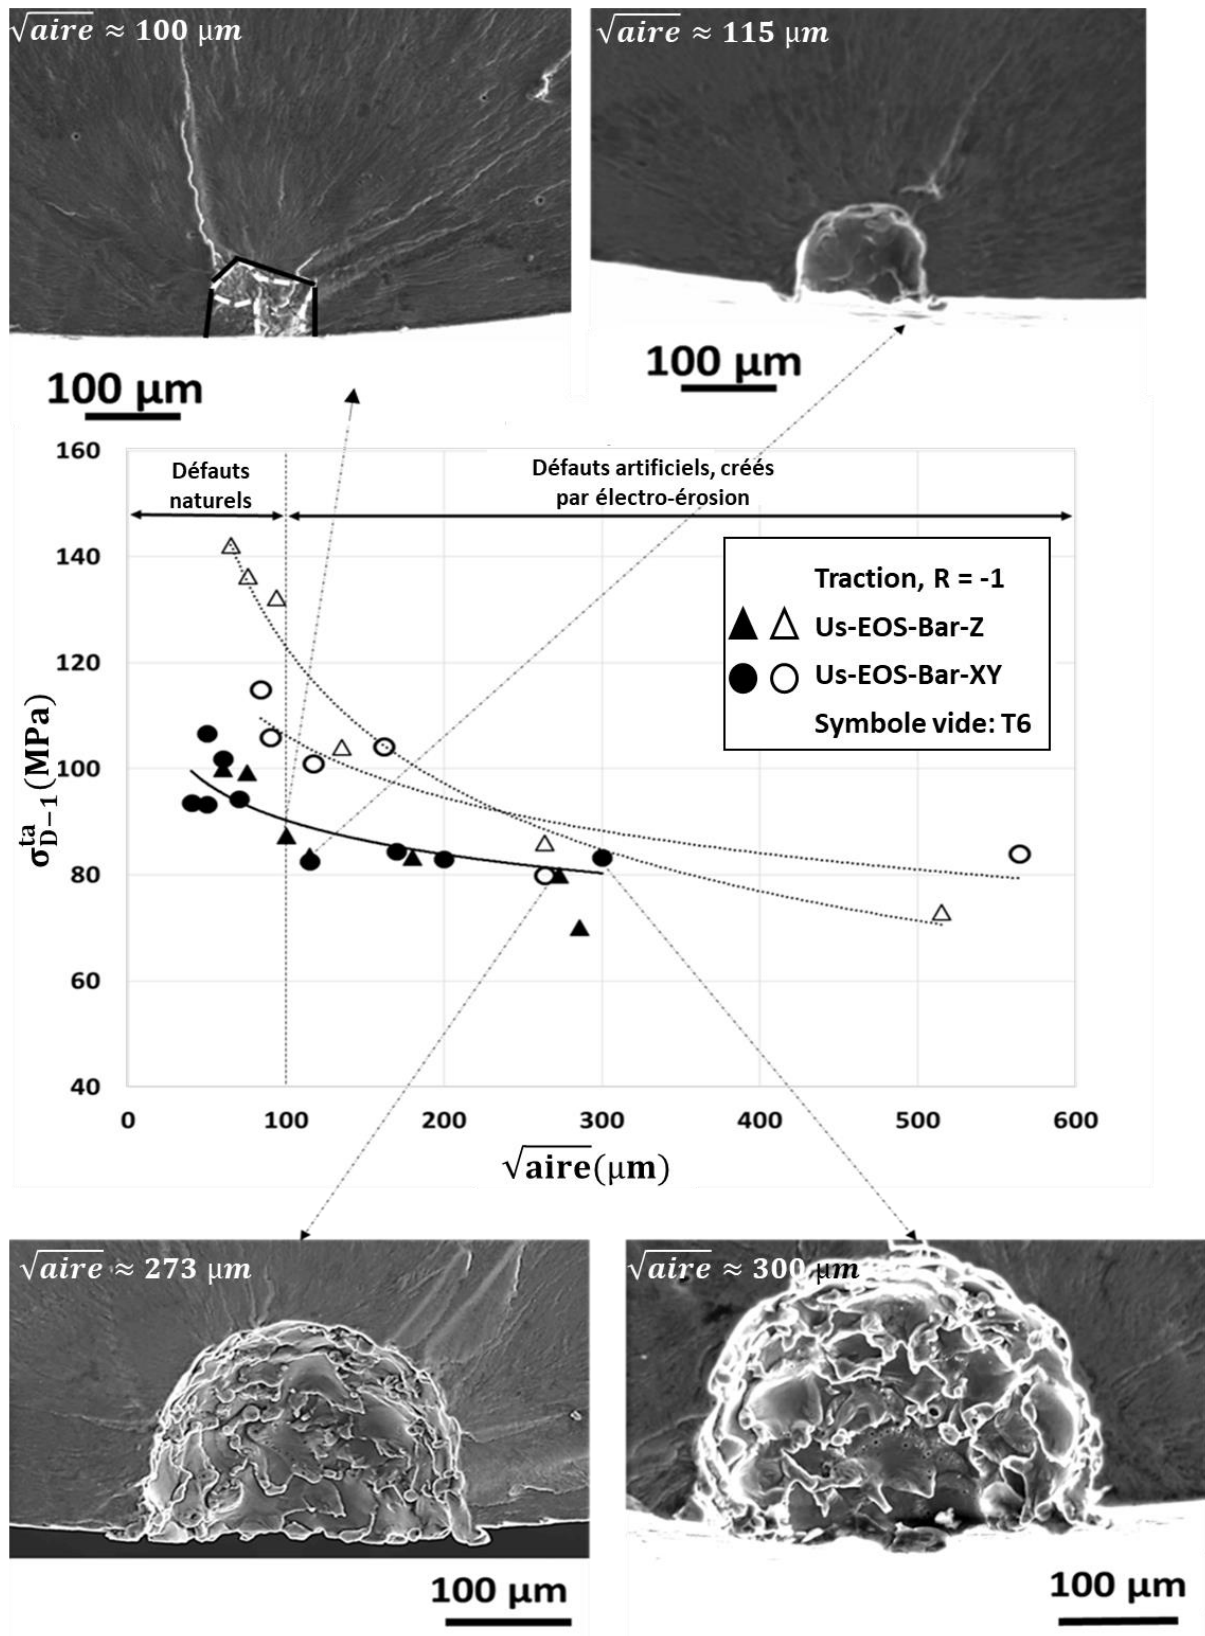 √aire ≈ 100 μm
√aire ≈ 115 μm
100 μm
100 μm
160
140
120
100
80
60
40
Défauts
naturels
Défauts artificiels, créés
par électro-érosion
Traction, R = -1
Us-EOS-Bar-Z
Us-EOS-Bar-XY
Symbole vide: T6
σ^ta_D−1 (MPa)
0 100 200 300 400 500 600
√aire(μm)
√aire ≈ 273 μm
√aire ≈ 300 μm
100 μm
100 μm